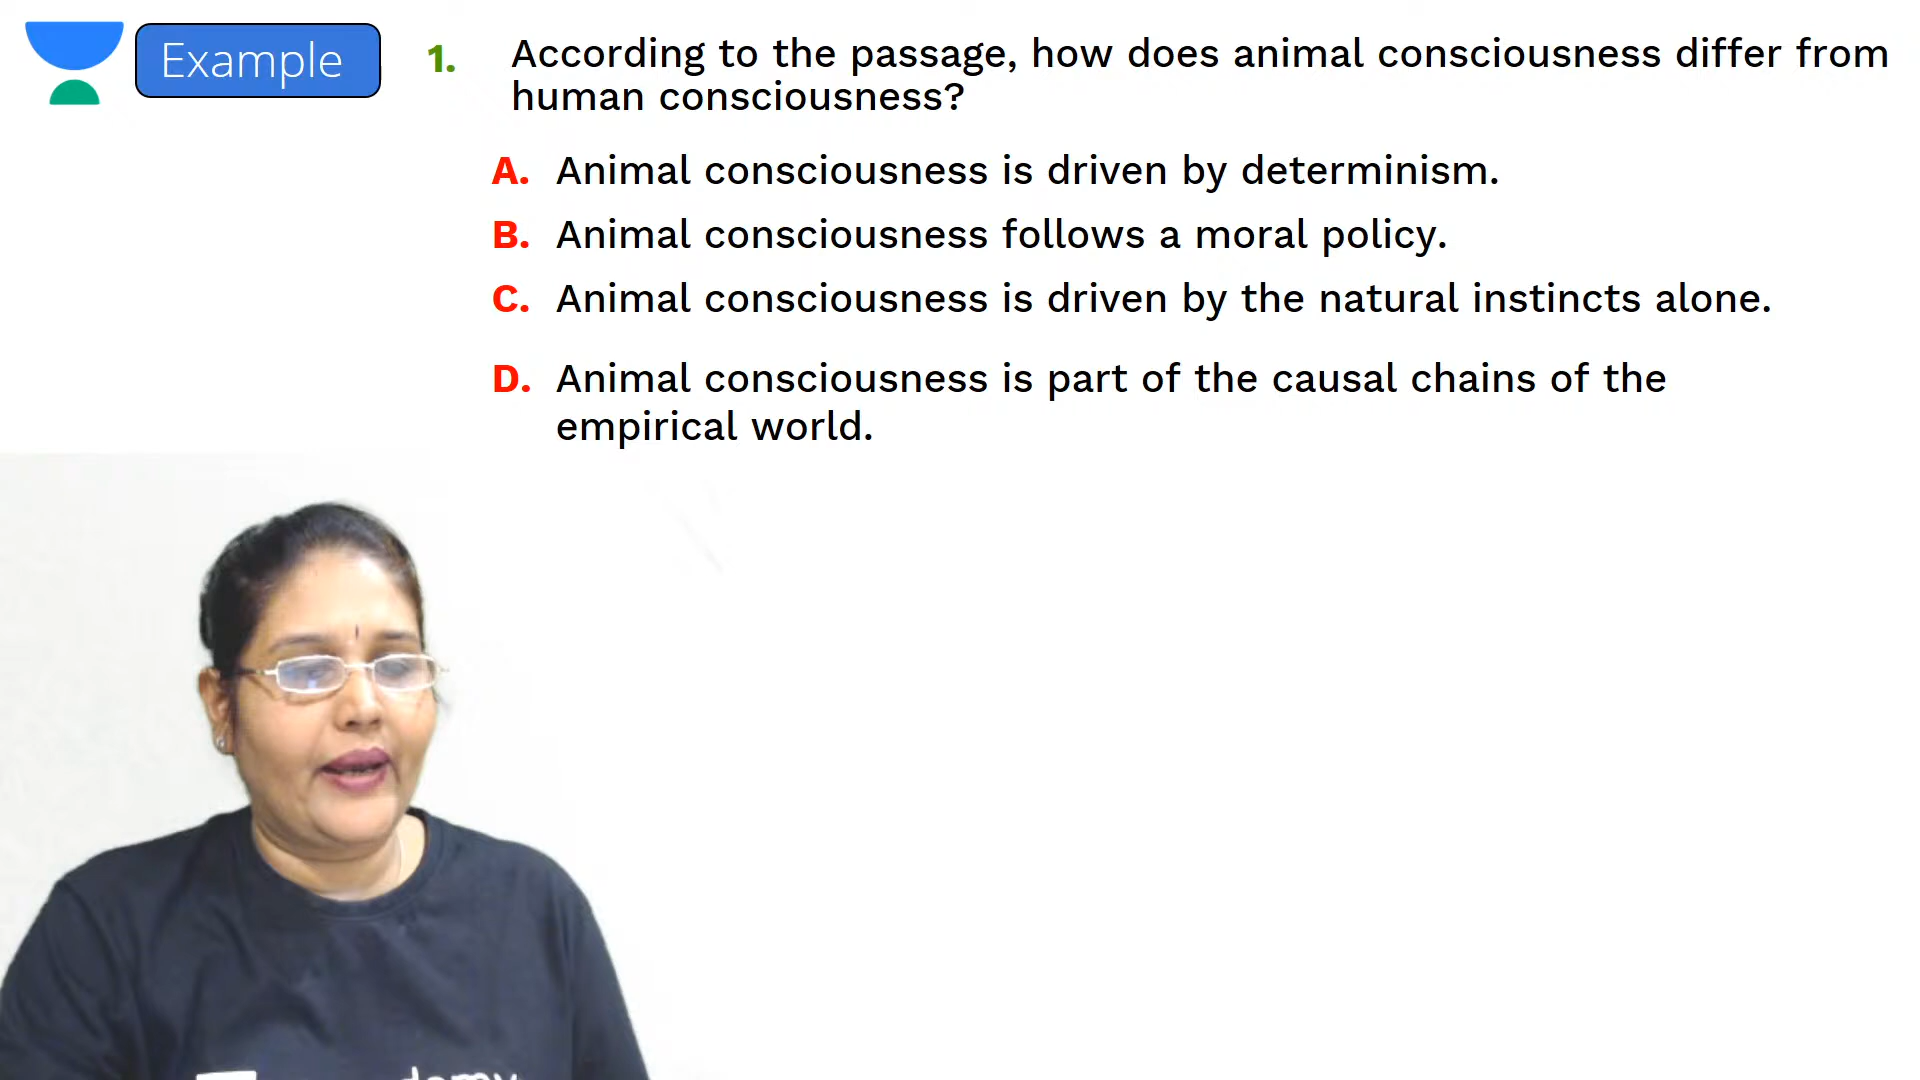 Example
1. According to the passage, how does animal consciousness differ from
human consciousness?
A. Animal consciousness is driven by determinism.
B. Animal consciousness follows a moral policy.
C. Animal consciousness is driven by the natural instincts alone.
D. Animal consciousness is part of the causal chains of the
empirical world.